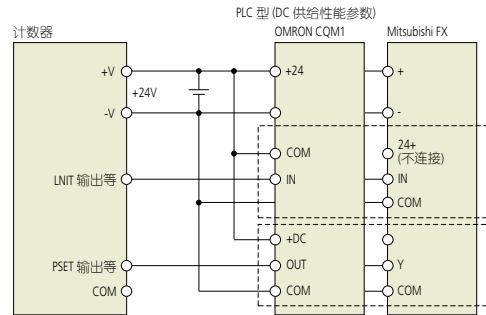 PLC 型 (DC 供给性能参数)
计数器
OMRON CQM1
Mitsubishi FX
+V
+24V
-V
LNIT 输出等
PSET 输出等
COM
+24
COM
IN
+DC
OUT
COM
+
-
24+
(不连接)
IN
COM
Y
COM